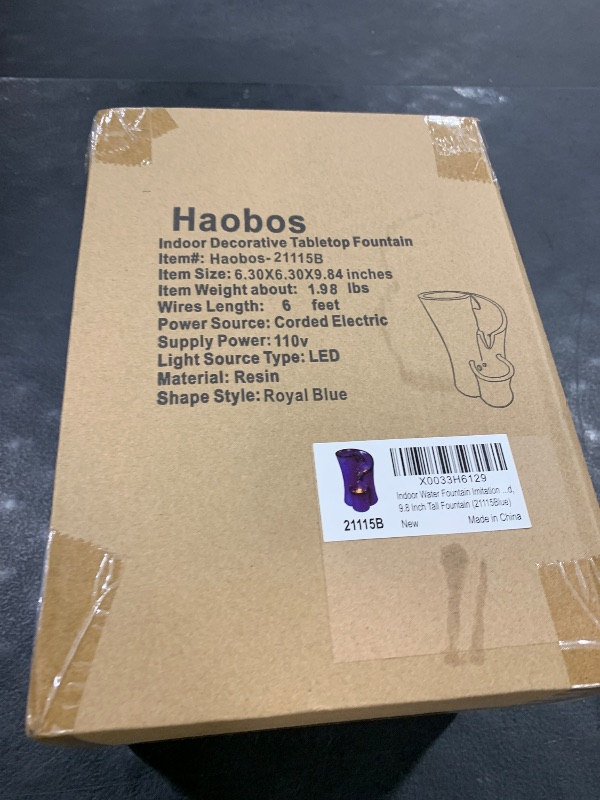 Haobos
Indoor Decorative Tabletop Fountain
Item#: Haobos-21115B
Item Size: 6.30X6.30X9.84 inches
Item Weight about: 1.98 lbs
Wires Length: 6 feet
Power Source: Corded Electric
Supply Power: 110v
Light Source Type: LED
Material: Resin
Shape Style: Royal Blue
X0033H6129
Indoor Water Fountain Imitation ...d,
9.8 Inch Tall Fountain (21115Blue)
21115B New Made in China